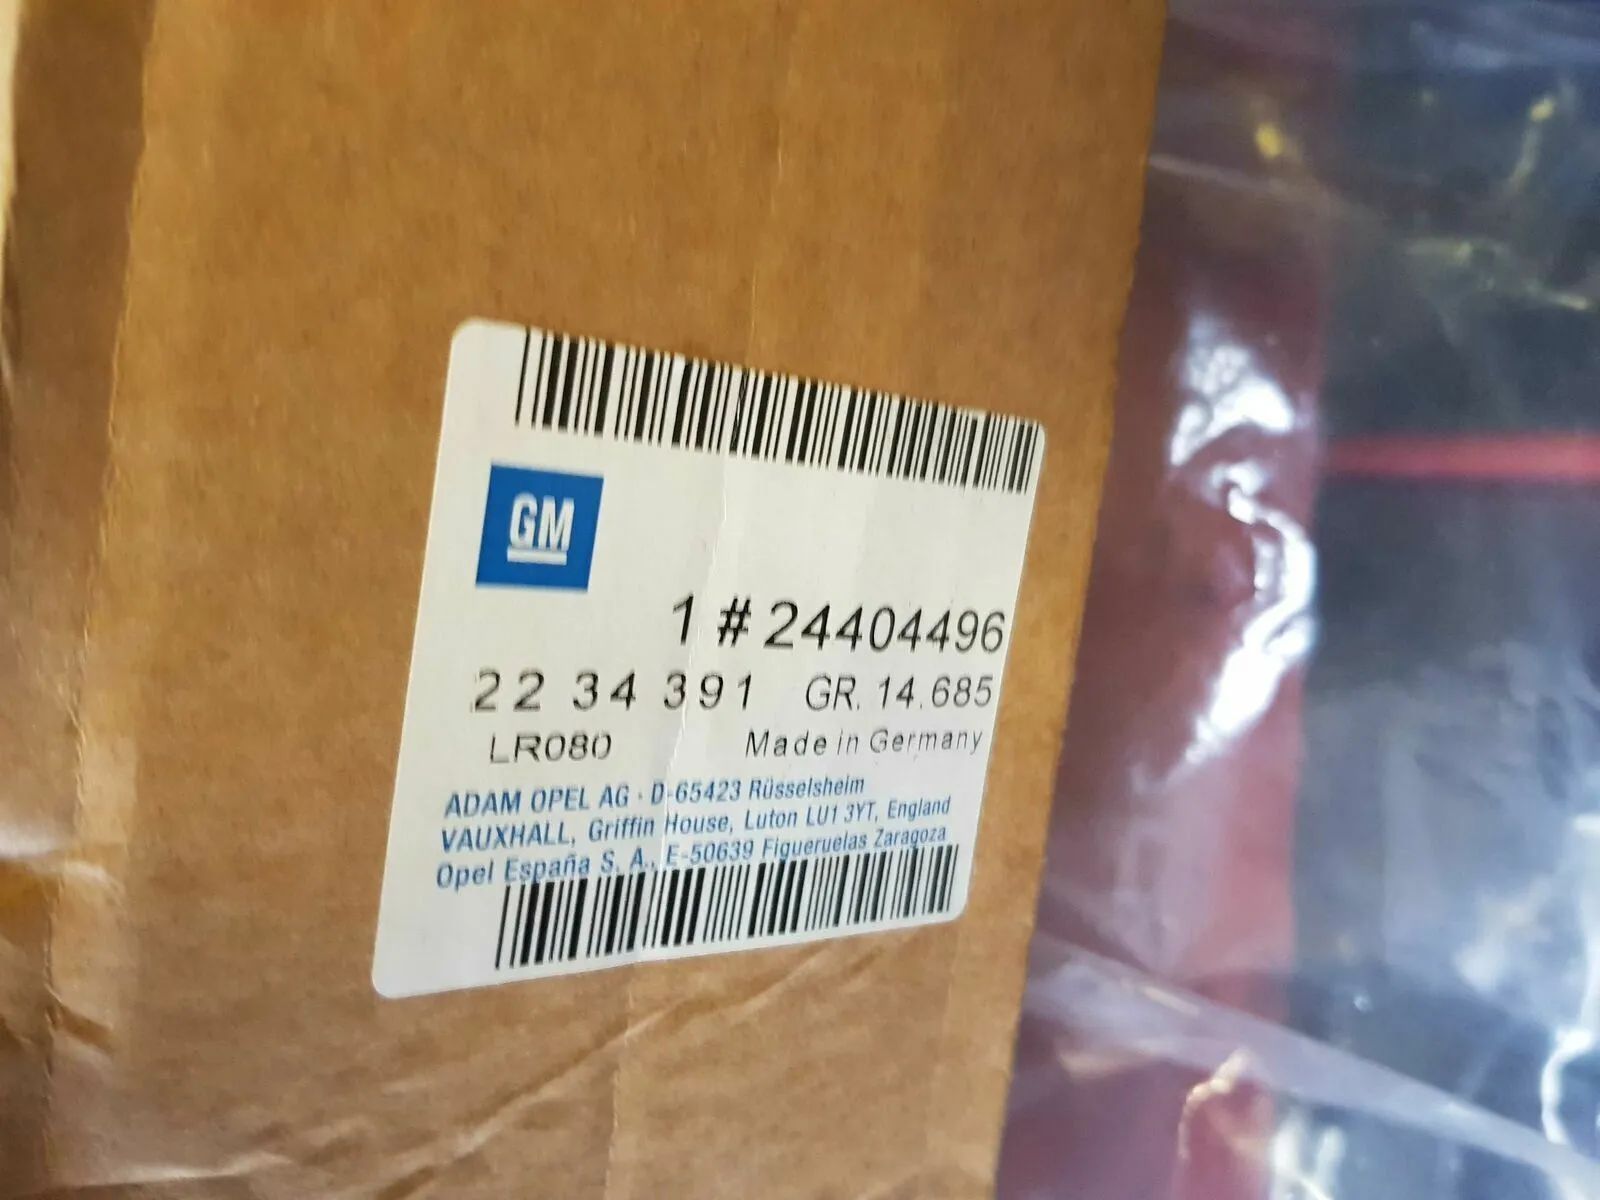 GM
1 # 24404496
22 34 391 GR. 14.685
LR080 Made in Germany
ADAM OPEL AG · D-65423 Rüsselsheim
VAUXHALL, Griffin House, Luton LU1 3YT, England
Opel España S. A., E-50639 Figueruelas Zaragoza